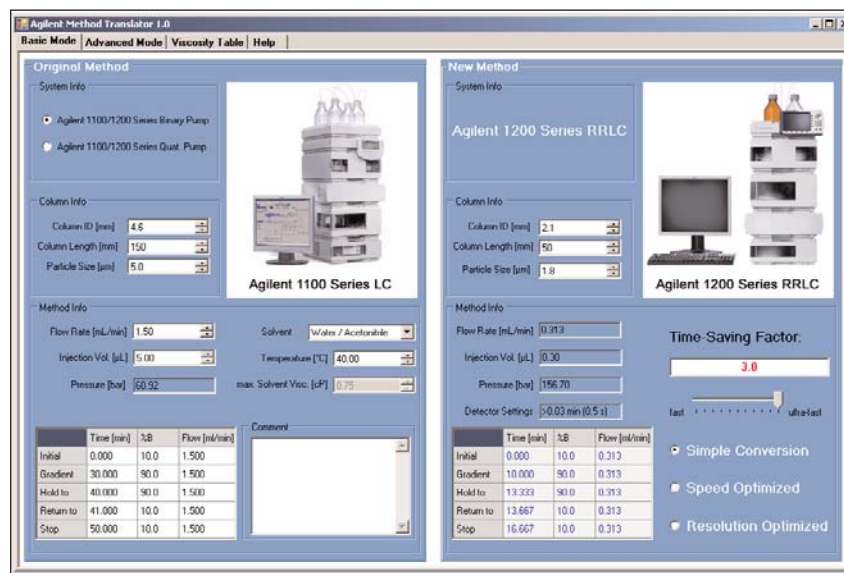 Agilent Method Translator 1.0
Basic Mode Advanced Mode Viscosity Table Help
Original Method
System Info
Agilent 1100/1200 Series Binary Pump
Agilent 1100/1200 Series Quat. Pump
Agilent 1100 Series LC
Column Info
Column ID [mm] 4.6
Column Length [mm] 150
Particle Size [µm] 5.0
Method Info
Flow Rate [mL/min] 1.50
Injection Vol. [µL] 5.00
Pressure [bar] 60.92
Solvent Water / Acetonitrile
Temperature [°C] 40.00
max. Solvent Visc. [cP] 0.75
Time [min] %B Flow [ml/min]
Initial 0.000 10.0 1.500
Gradient 30.000 90.0 1.500
Hold to 40.000 90.0 1.500
Return to 41.000 10.0 1.500
Stop 50.000 10.0 1.500
Comment
New Method
System Info
Agilent 1200 Series RRLC
Agilent 1200 Series RRLC
Column Info
Column ID [mm] 2.1
Column Length [mm] 50
Particle Size [µm] 1.8
Method Info
Flow Rate [mL/min] 0.313
Injection Vol. [µL] 0.30
Pressure [bar] 156.70
Detector Settings >0.03 min (0.5 s)
Time [min] %B Flow [ml/min]
Initial 0.000 10.0 0.313
Gradient 10.000 90.0 0.313
Hold to 13.333 90.0 0.313
Return to 13.667 10.0 0.313
Stop 16.667 10.0 0.313
Time-Saving Factor:
3.0
fast ultra-fast
Simple Conversion
Speed Optimized
Resolution Optimized